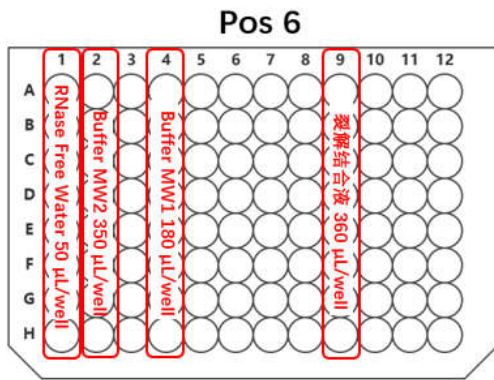 Pos 6
1 2 3 4 5 6 7 8 9 10 11 12
A
B
C
D
E
F
G
H
RNase Free Water 50 μL/well
Buffer MW2 350 μL/well
Buffer MW1 180 μL/well
裂解结合液 360 μL/well